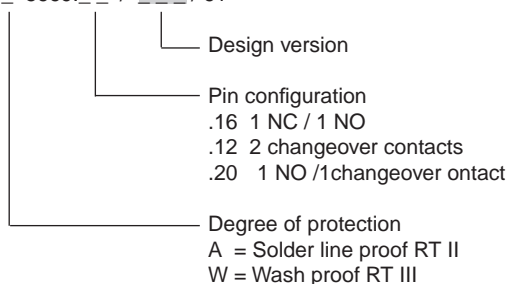 Design version
Pin configuration
.16 1 NC / 1 NO
.12 2 changeover contacts
.20 1 NO /1changeover ontact
Degree of protection
A = Solder line proof RT II
W = Wash proof RT III